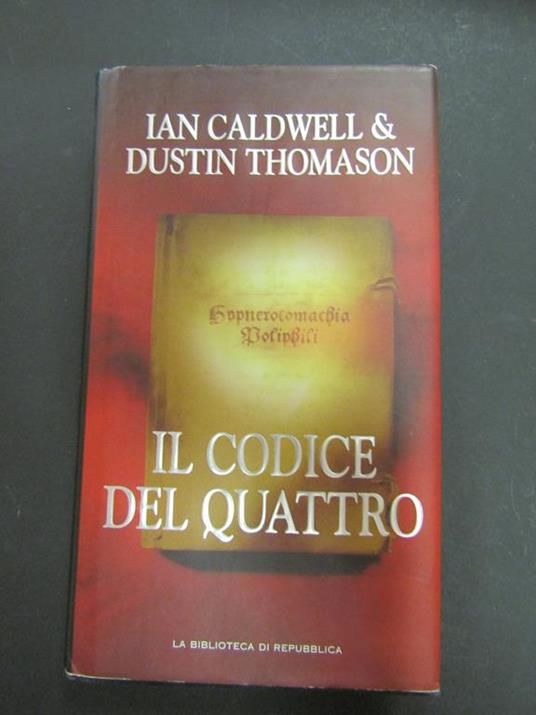 IAN CALDWELL &
DUSTIN THOMASON
Hypnerotomachia
Poliphili
IL CODICE
DEL QUATTRO
LA BIBLIOTECA DI REPUBBLICA